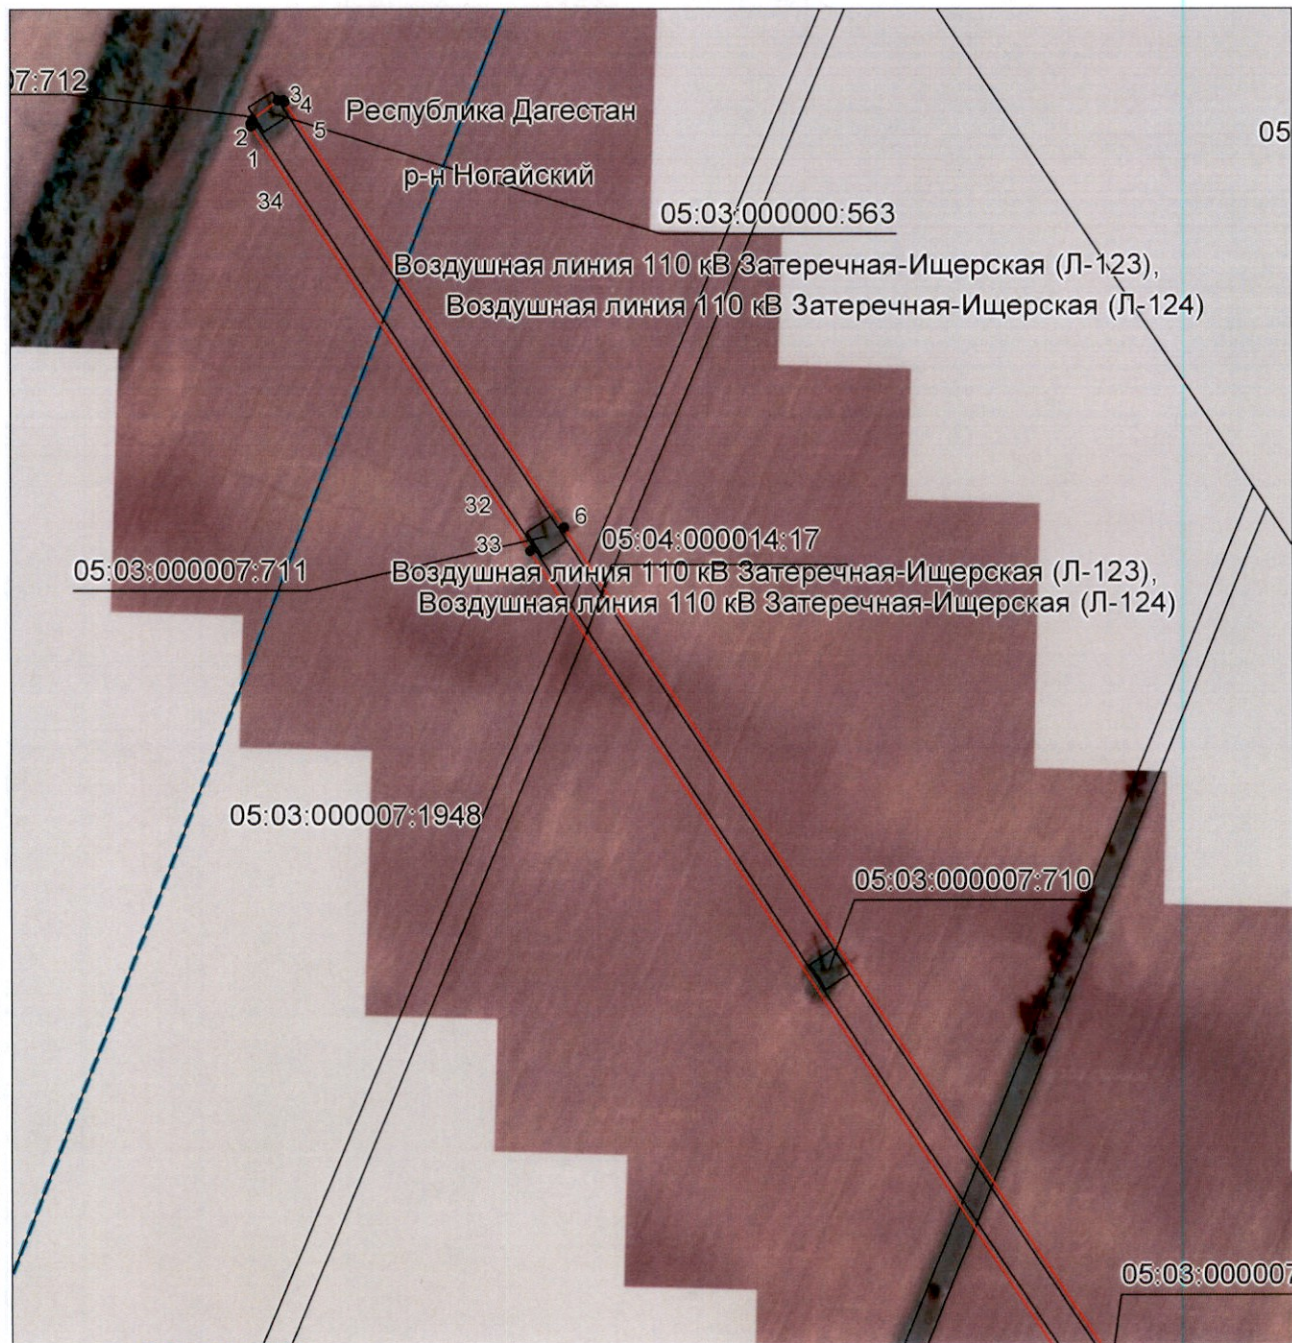 07:712
3
4
Республика Дагестан
5
05
2
1
р-н Ногайский
34
05:03:000000:563
Воздушная линия 110 кВ Затеречная-Ищерская (Л-123),
Воздушная линия 110 кВ Затеречная-Ищерская (Л-124)
32
6
33
05:04:000014:17
05:03:000007:711
Воздушная линия 110 кВ Затеречная-Ищерская (Л-123),
Воздушная линия 110 кВ Затеречная-Ищерская (Л-124)
05:03:000007:1948
05:03:000007:710
05:03:000007